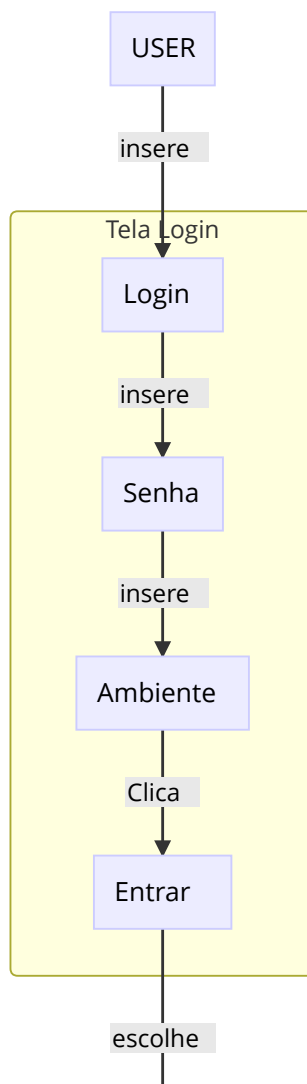 USER
insere
Tela Login
Login
insere
Senha
insere
Ambiente
Clica
Entrar
escolhe